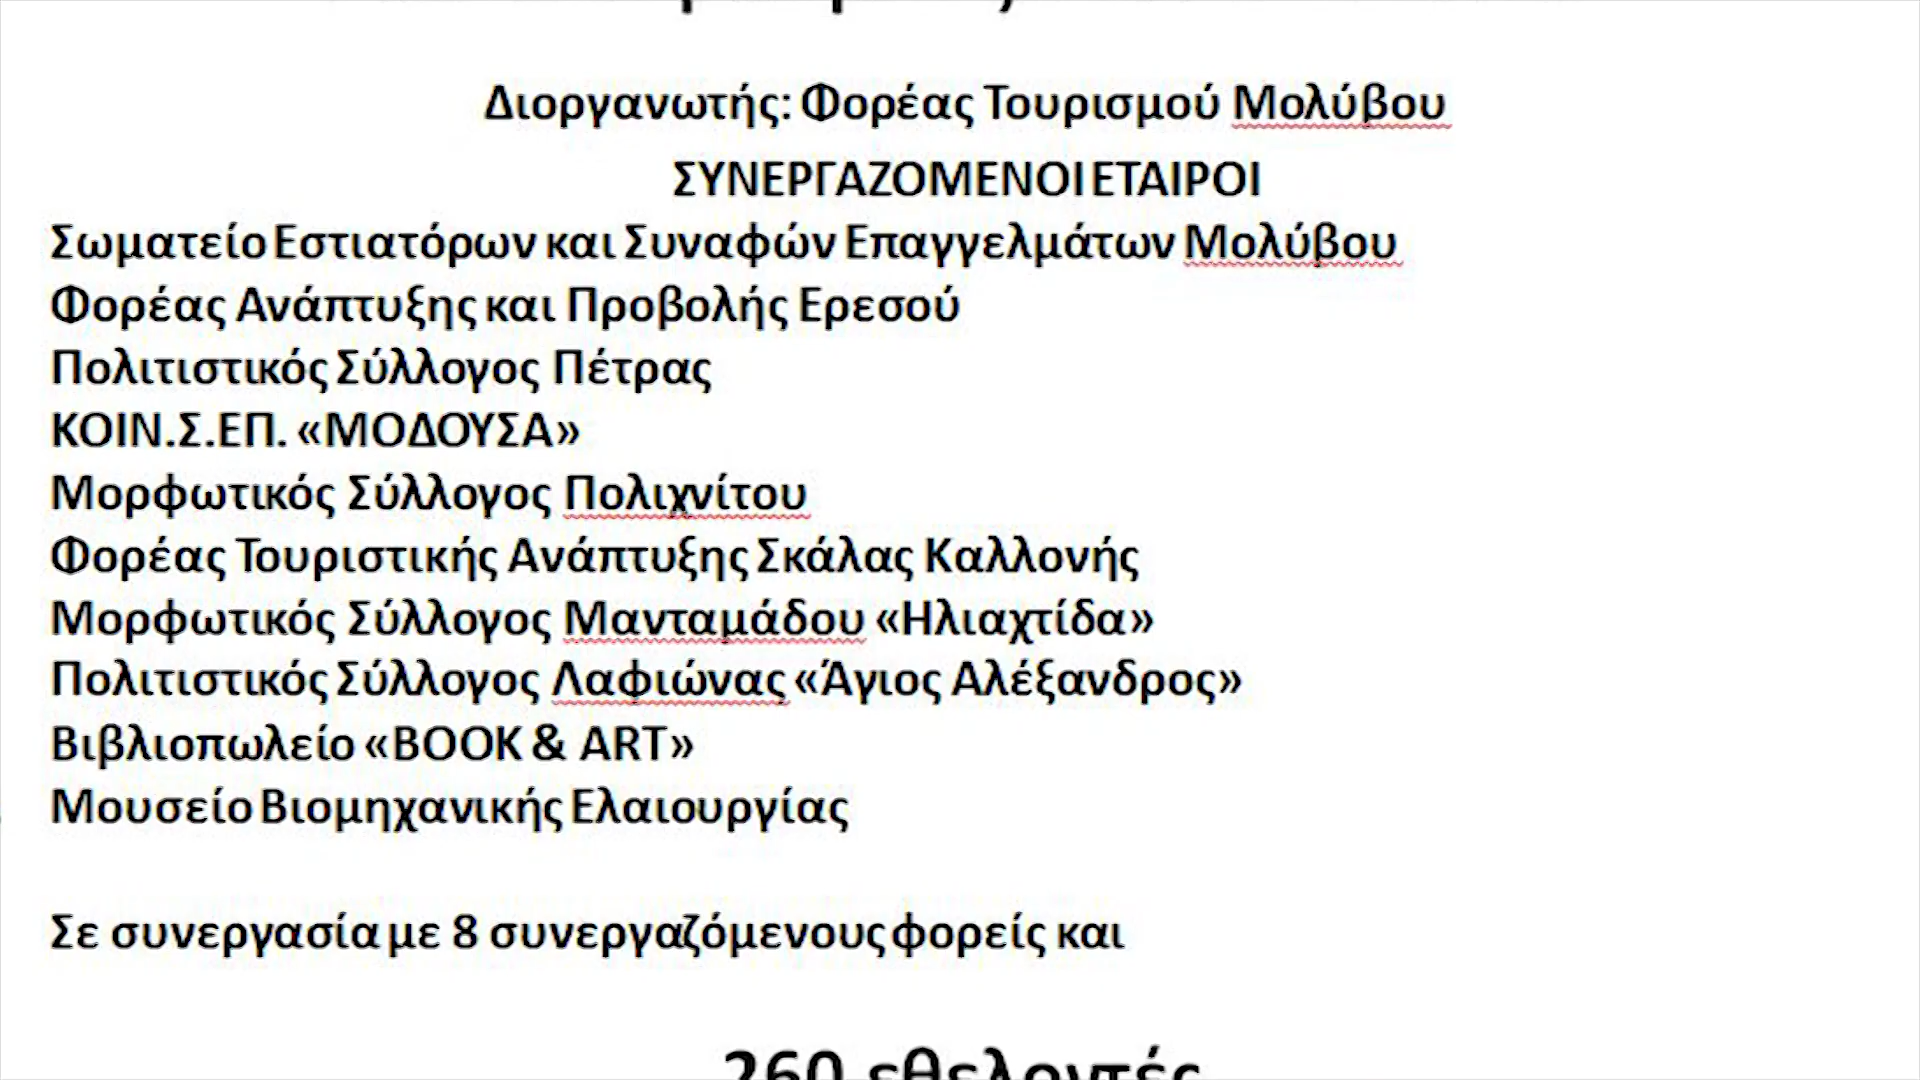 Διοργανωτής: Φορέας Τουρισμού Μολύβου
ΣΥΝΕΡΓΑΖΟΜΕΝΟΙ ΕΤΑΙΡΟΙ
Σωματείο Εστιατόρων και Συναφών Επαγγελμάτων Μολύβου
Φορέας Ανάπτυξης και Προβολής Ερεσού
Πολιτιστικός Σύλλογος Πέτρας
ΚΟΙΝ.Σ.ΕΠ. «ΜΟΔΟΥΣΑ»
Μορφωτικός Σύλλογος Πολιχνίτου
Φορέας Τουριστικής Ανάπτυξης Σκάλας Καλλονής
Μορφωτικός Σύλλογος Μανταμάδου «Ηλιαχτίδα»
Πολιτιστικός Σύλλογος Λαφιώνας «Άγιος Αλέξανδρος»
Βιβλιοπωλείο «BOOK & ART»
Μουσείο Βιομηχανικής Ελαιουργίας
Σε συνεργασία με 8 συνεργαζόμενους φορείς και
260 εθελοντές